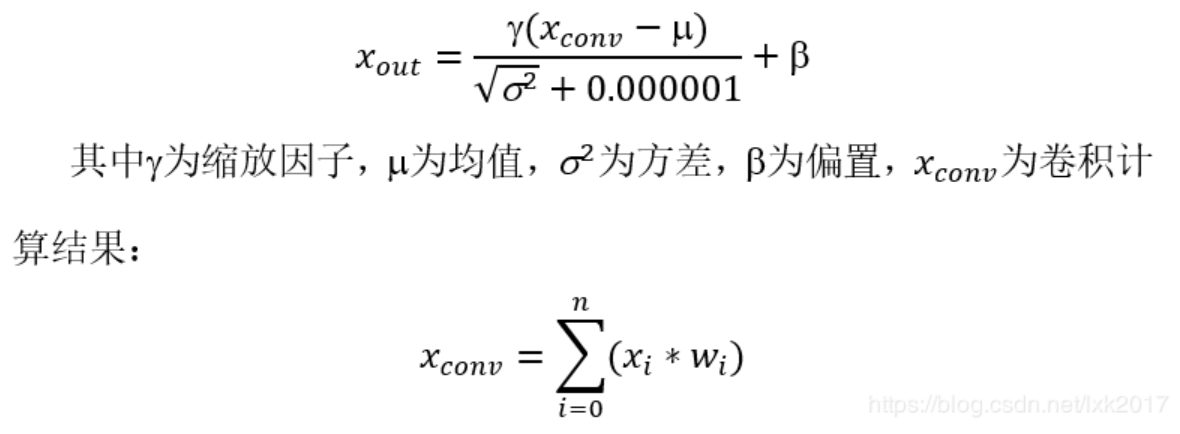 x_out = γ(x_conv − μ) / √σ² + 0.000001 + β
其中γ为缩放因子，μ为均值，σ²为方差，β为偏置，x_conv为卷积计
算结果：
x_conv = ∑_{i=0}^{n} (x_i * w_i)
https://blog.csdn.net/lxk2017